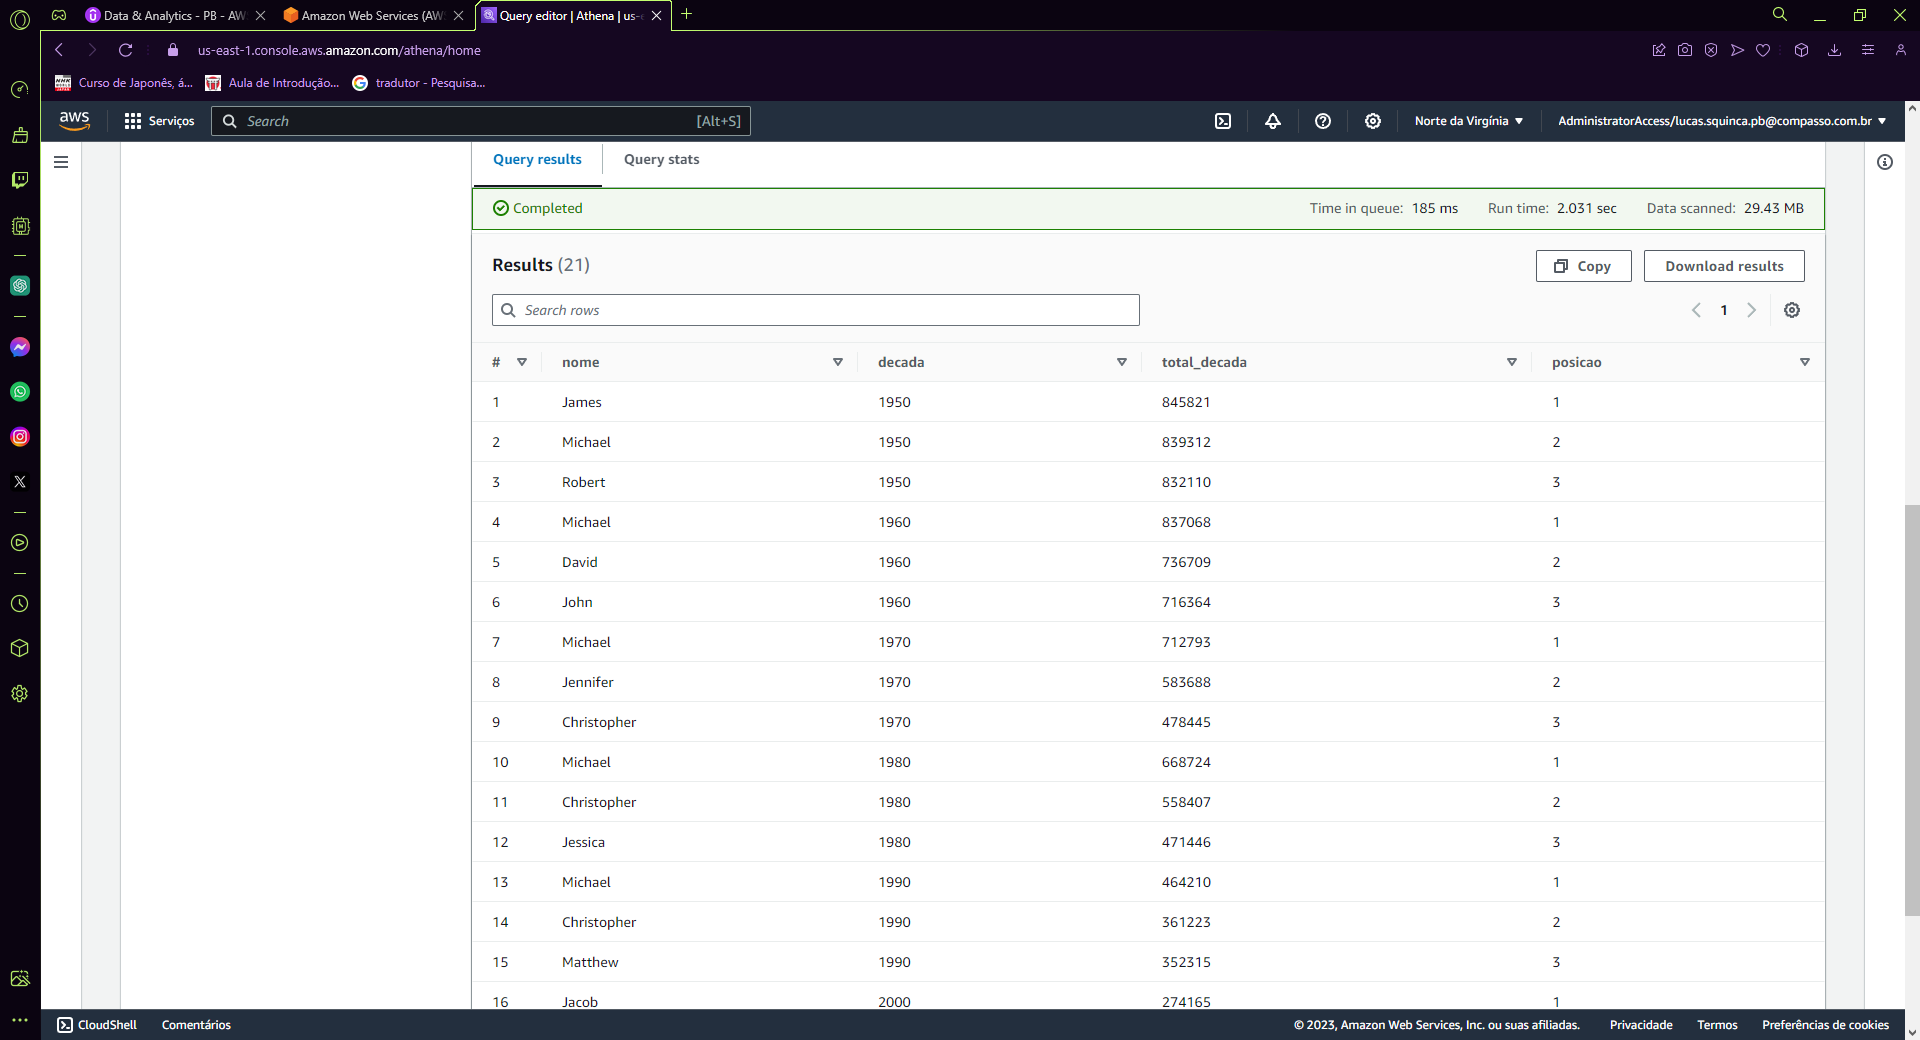 Data & Analytics - PB - AW
Amazon Web Services (AW
Query editor | Athena | us-e
us-east-1.console.aws.amazon.com/athena/home
Curso de Japonês, á...
Aula de Introdução...
tradutor - Pesquisa...
aws
Serviços
Search
[Alt+S]
Norte da Virgínia
AdministratorAccess/lucas.squinca.pb@compasso.com.br
Query results
Query stats
Completed
Time in queue: 185 ms
Run time: 2.031 sec
Data scanned: 29.43 MB
Results (21)
Copy
Download results
Search rows
1
# nome decada total_decada posicao
1 James 1950 845821 1
2 Michael 1950 839312 2
3 Robert 1950 832110 3
4 Michael 1960 837068 1
5 David 1960 736709 2
6 John 1960 716364 3
7 Michael 1970 712793 1
8 Jennifer 1970 583688 2
9 Christopher 1970 478445 3
10 Michael 1980 668724 1
11 Christopher 1980 558407 2
12 Jessica 1980 471446 3
13 Michael 1990 464210 1
14 Christopher 1990 361223 2
15 Matthew 1990 352315 3
16 Jacob 2000 274165 1
CloudShell
Comentários
© 2023, Amazon Web Services, Inc. ou suas afiliadas.
Privacidade
Termos
Preferências de cookies